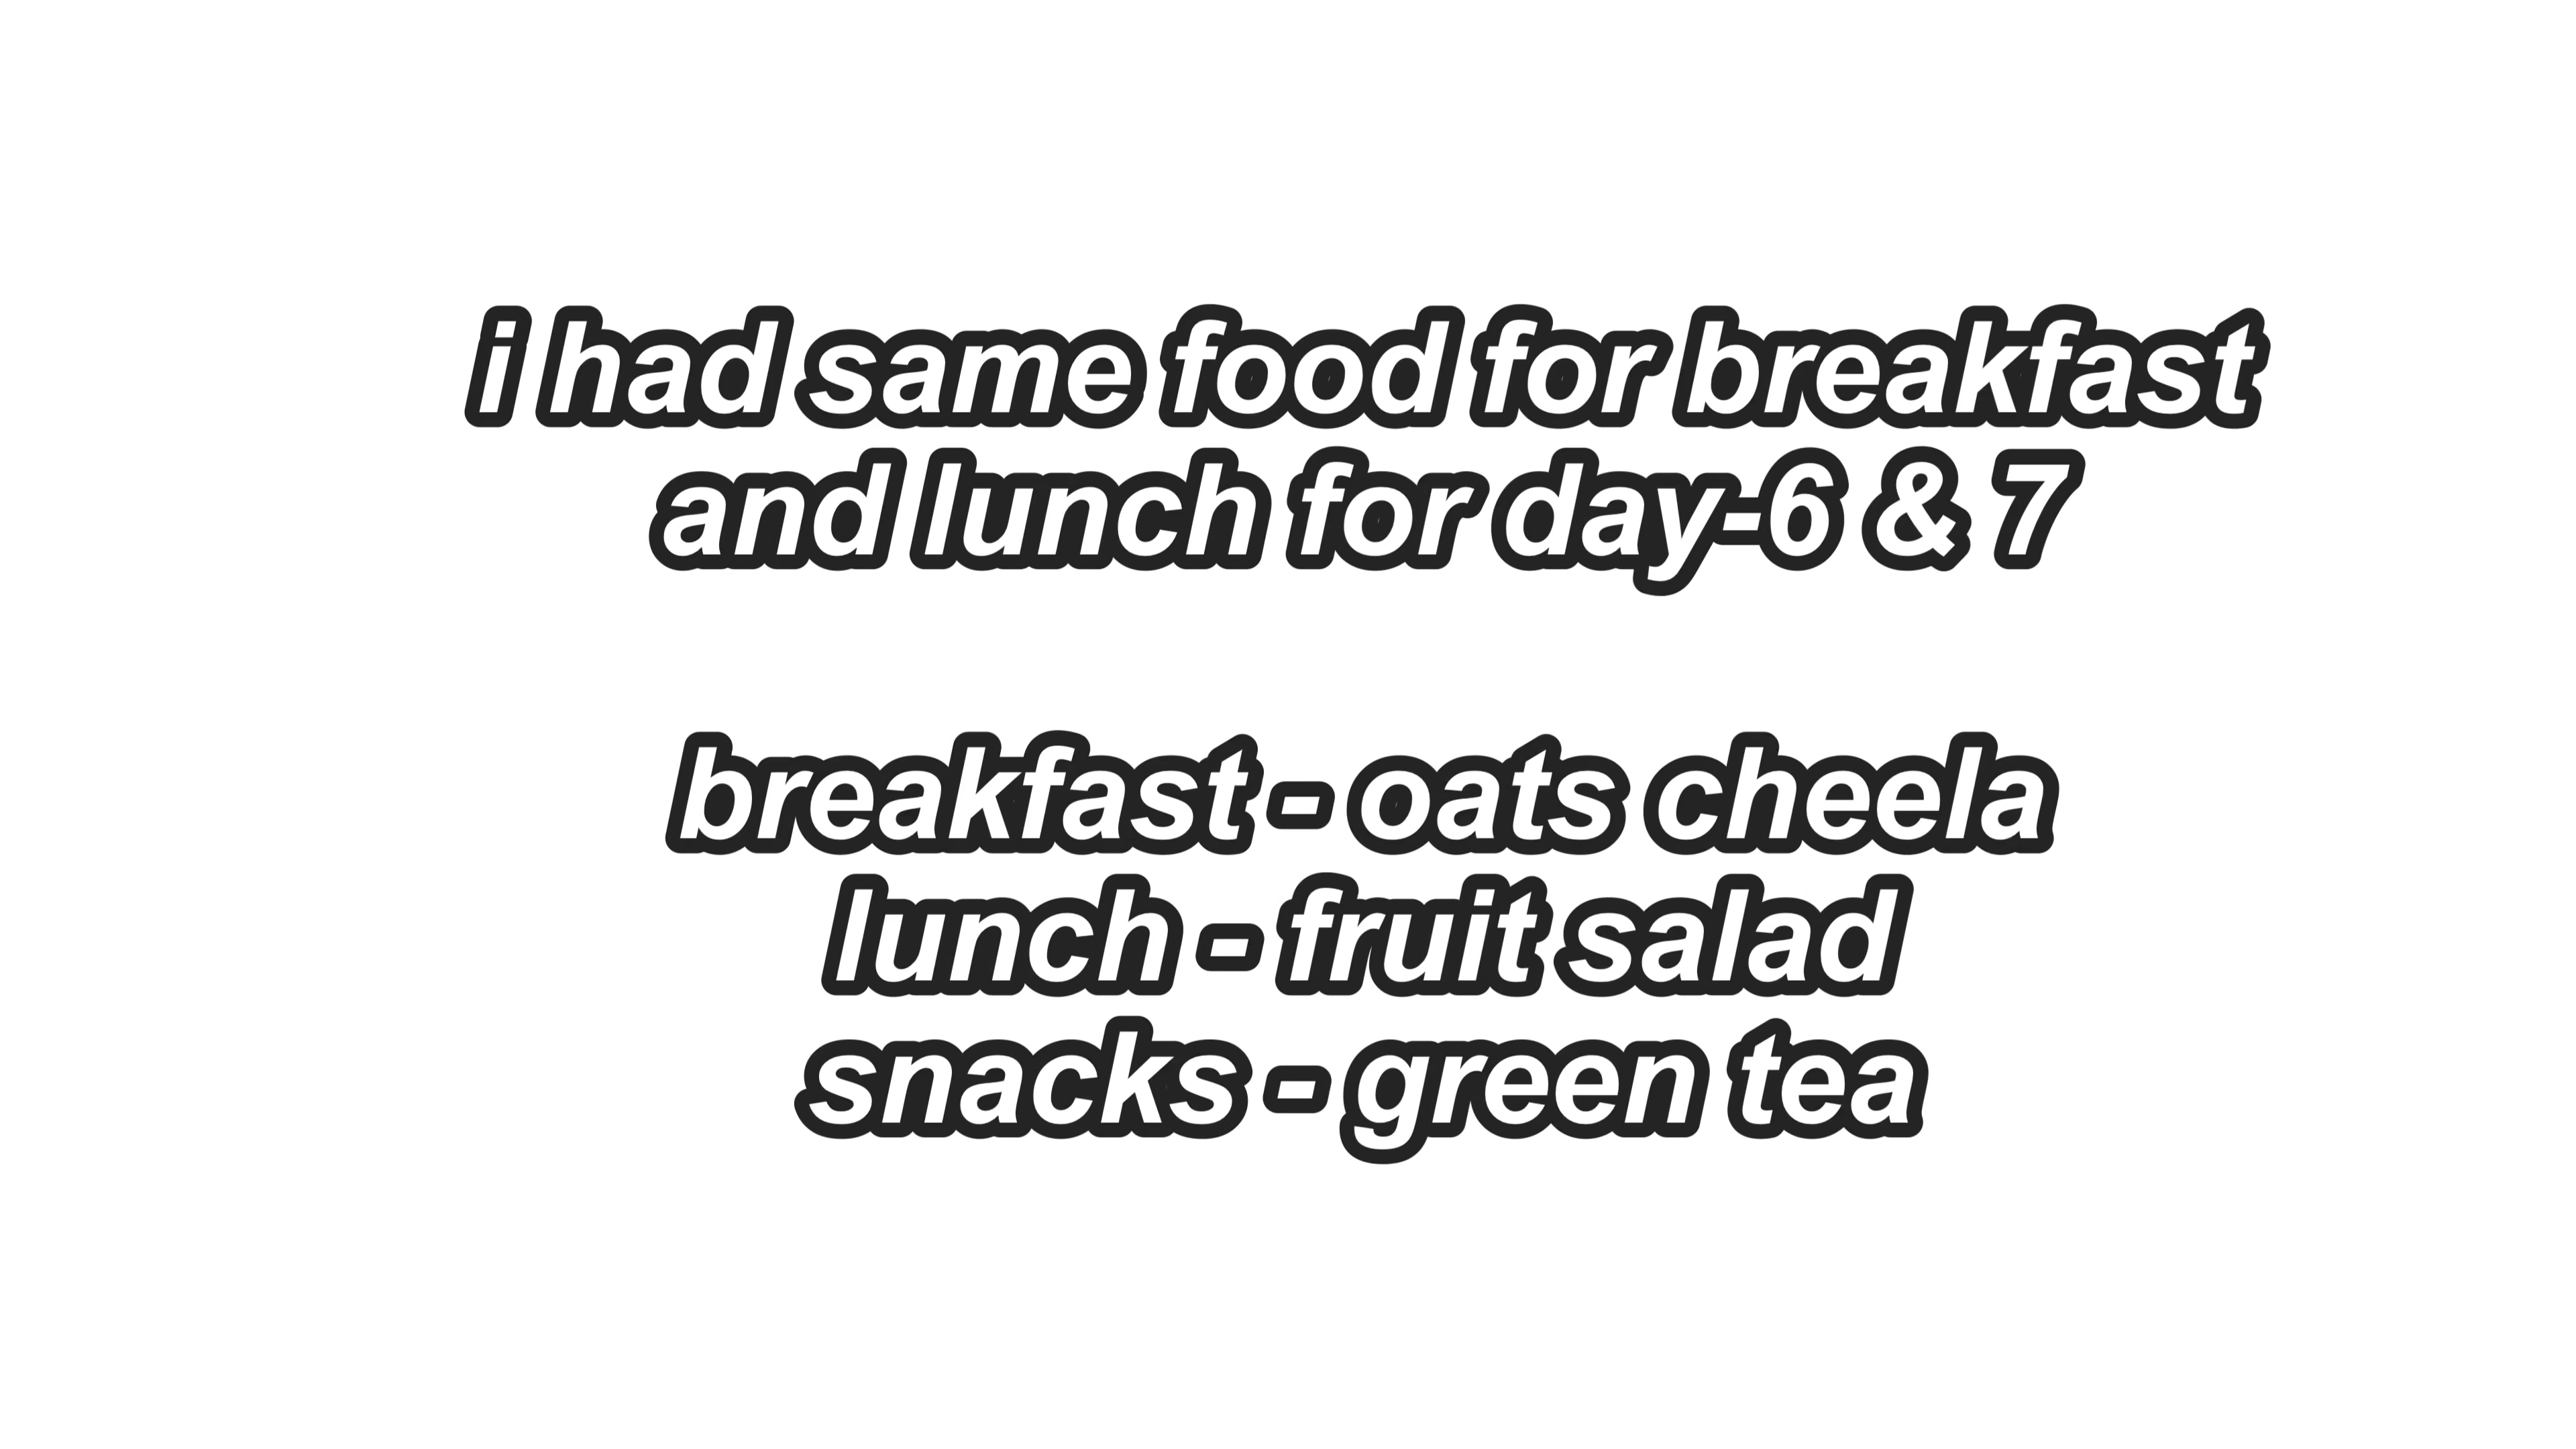 i had same food for breakfast
and lunch for day-6 & 7
breakfast - oats cheela
lunch - fruit salad
snacks - green tea